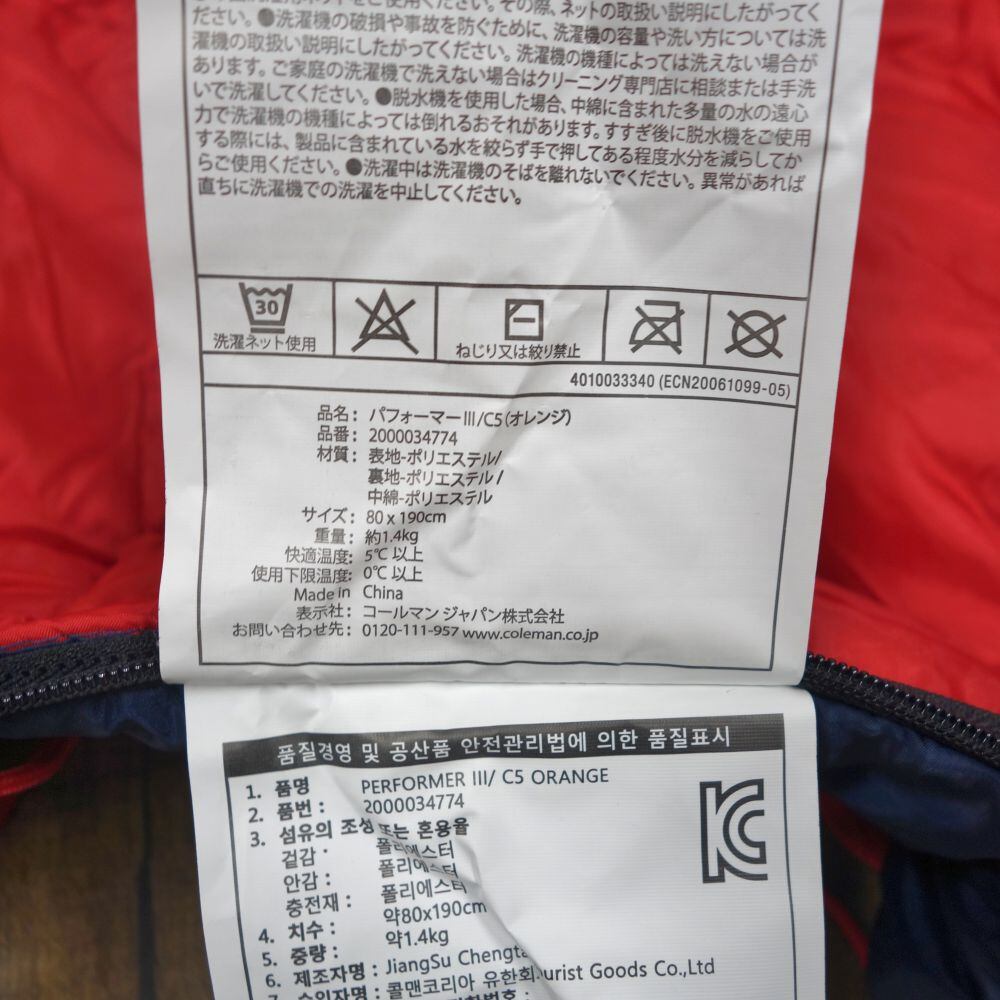 ださい。●洗濯機の破損や事故を防ぐために、洗濯機の容量や洗い方については洗
濯機の取扱い説明にしたがってください。洗濯機の機種によっては洗えない場合が
あります。ご家庭の洗濯機で洗えない場合はクリーニング専門店に相談または手洗
いで洗濯してください。●脱水機を使用した場合、中綿に含まれた多量の水の遠心
力で洗濯機の機種によっては倒れるおそれがあります。すすぎ後に脱水機をご使用
する際には、製品に含まれている水を絞らず手で押してある程度水分を減らしてか
らご使用ください。●洗濯中は洗濯機のそばを離れないでください。異常があれば
直ちに洗濯機での洗濯を中止してください。
30
洗濯ネット使用
ねじり又は絞り禁止
4010033340 (ECN20061099-05)
品名: パフォーマーIII/C5(オレンジ)
品番: 2000034774
材質: 表地-ポリエステル/
裏地-ポリエステル/
中綿-ポリエステル
サイズ: 80 x 190cm
重量: 約1.4kg
快適温度: 5℃ 以上
使用下限温度: 0℃ 以上
Made in China
表示社: コールマン ジャパン株式会社
お問い合わせ先: 0120-111-957 www.coleman.co.jp
품질경영 및 공산품 안전관리법에 의한 품질표시
1. 품명 PERFORMER III/ C5 ORANGE
2. 품번 : 2000034774
3. 섬유의 조성 또는 혼용율
겉감 : 폴리에스터
안감 : 폴리에스터
충전재 : 폴리에스터
4. 치수 : 약80x190cm
5. 중량 : 약1.4kg
6. 제조자명 : JiangSu urist Goods Co.,Ltd
7. 수입자명 : 콜맨코리아 유한회
KC